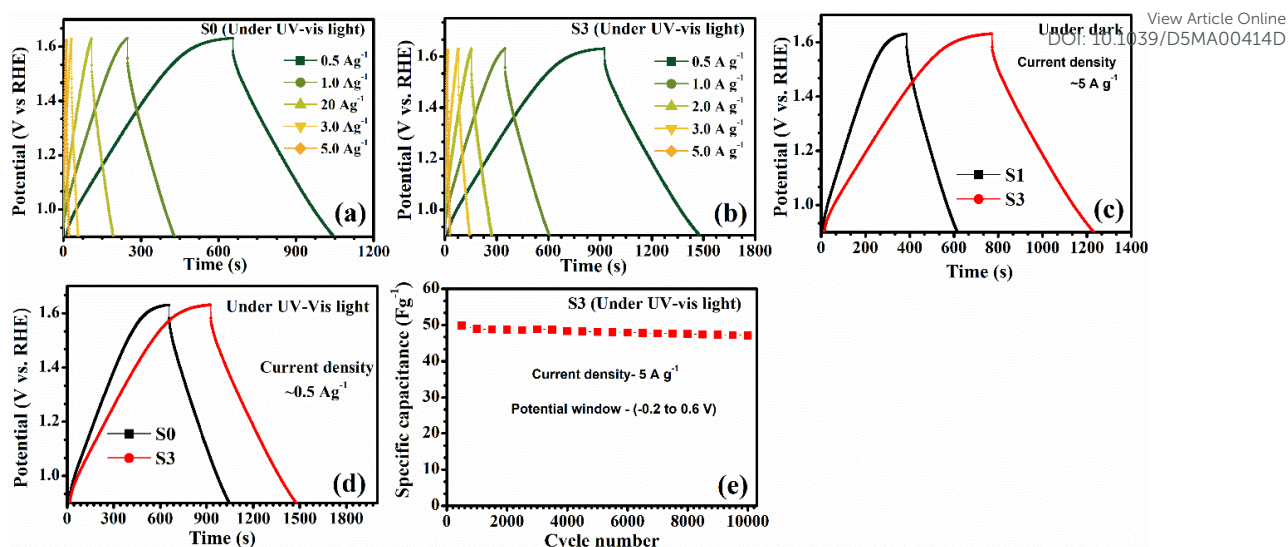 View Article Online
DOI: 10.1039/D5MA00414D
S0 (Under UV-vis light)
0.5 Ag-1
1.0 Ag-1
20 Ag-1
3.0 Ag-1
5.0 Ag-1
(a)
Potential (V vs. RHE)
1.6
1.4
1.2
1.0
0 300 600 900 1200
Time (s)
S3 (Under UV-vis light)
0.5 A g-1
1.0 A g-1
2.0 A g-1
3.0 A g-1
5.0 A g-1
(b)
Potential (V vs. RHE)
1.6
1.4
1.2
1.0
0 300 600 900 1200 1500 1800
Time (s)
Under dark
Current density
~5 A g-1
S1
S3
(c)
Potential (V vs. RHE)
1.6
1.4
1.2
1.0
0 200 400 600 800 1000 1200 1400
Time (s)
Under UV-Vis light
Current density
~0.5 Ag-1
S0
S3
(d)
Potential (V vs. RHE)
1.6
1.4
1.2
1.0
0 300 600 900 1200 1500 1800
Time (s)
S3 (Under UV-vis light)
Current density- 5 A g-1
Potential window - (-0.2 to 0.6 V)
(e)
Specific capacitance (Fg-1)
60
50
40
30
20
10
0
0 2000 4000 6000 8000 10000
Cycle number